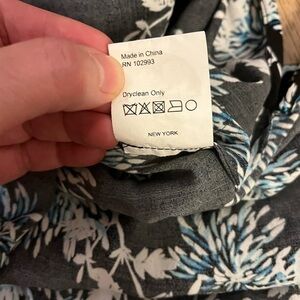 Made in China
RN 102993
Dryclean Only
NEW YORK